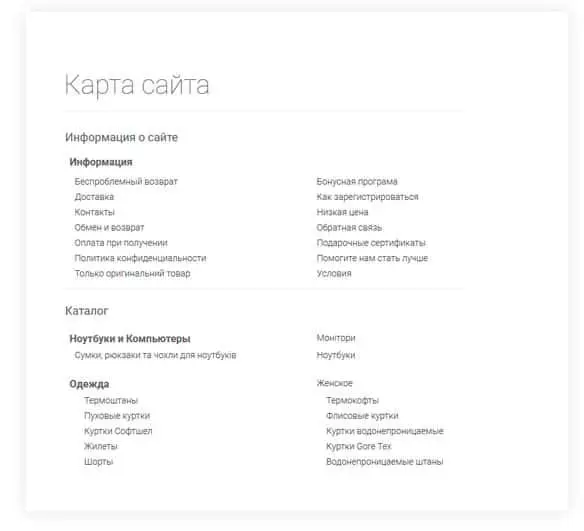 Карта сайта
Информация о сайте
Информация
Беспроблемный возврат
Бонусная програма
Доставка
Как зарегистрироваться
Контакты
Низкая цена
Обмен и возврат
Обратная связь
Оплата при получении
Подарочные сертификаты
Политика конфиденциальности
Помогите нам стать лучше
Только оригинальний товар
Условия
Каталог
Ноутбуки и Компьютеры
Монітори
Сумки, рюкзаки та чохли для ноутбуків
Ноутбуки
Одежда
Женское
Термоштаны
Термокофты
Пуховые куртки
Флисовые куртки
Куртки Софтшел
Куртки водонепроницаемые
Жилеты
Куртки Gore Tex
Шорты
Водонепроницаемые штаны